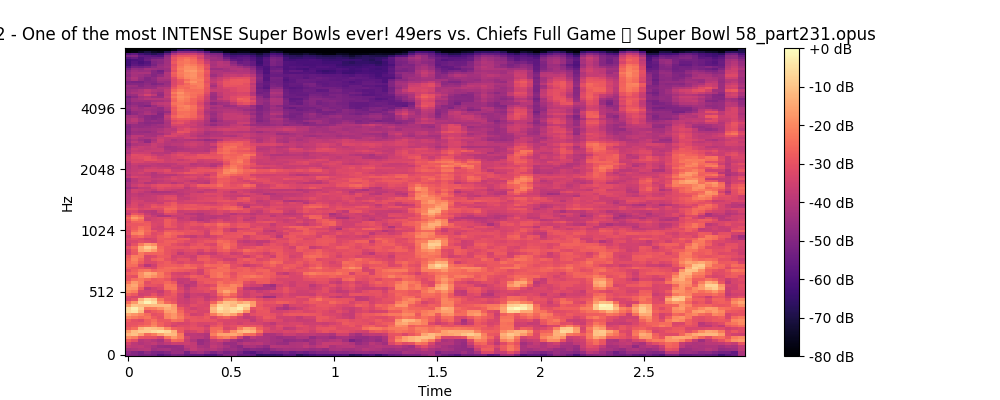 2 - One of the most INTENSE Super Bowls ever! 49ers vs. Chiefs Full Game Super Bowl 58_part231.opus
+0 dB
-10 dB
-20 dB
-30 dB
-40 dB
-50 dB
-60 dB
-70 dB
-80 dB
Hz
4096
2048
1024
512
0
0
0.5
1
1.5
2
2.5
Time